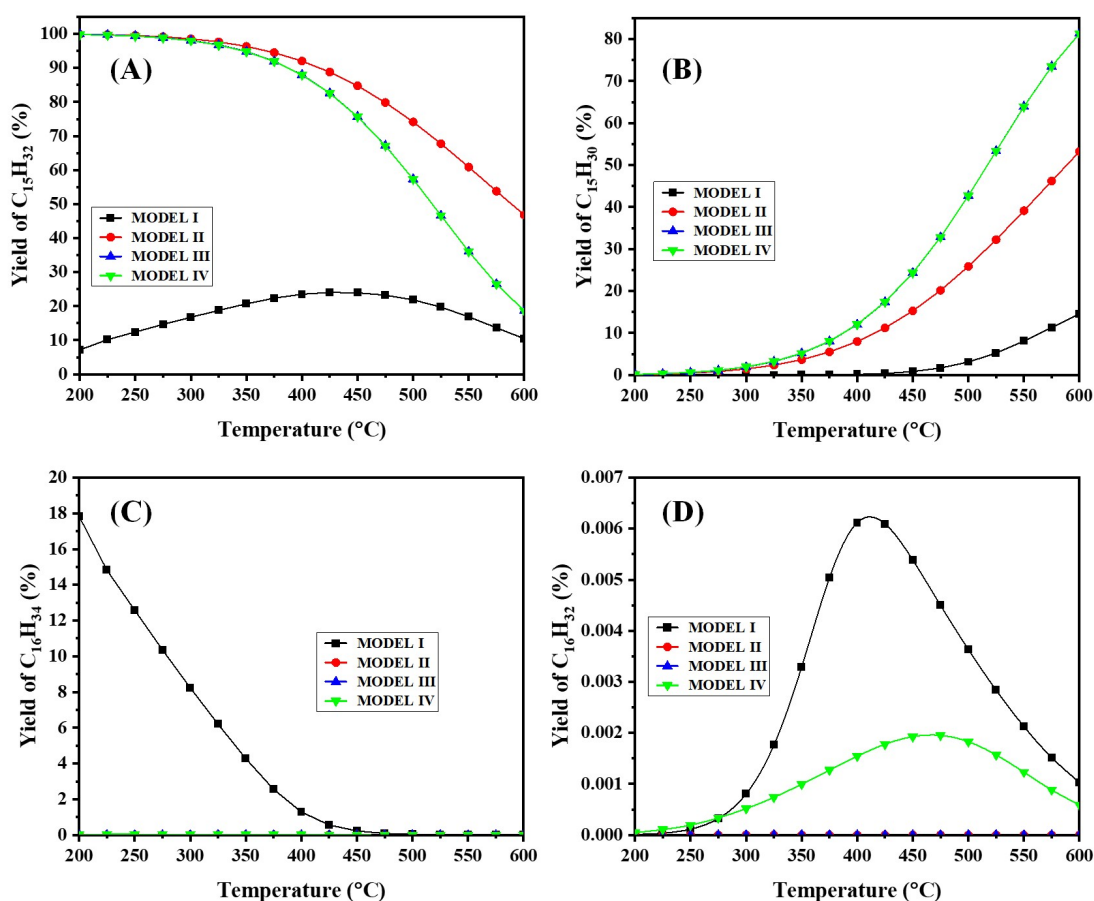 (A)
Yield of C15H32 (%)
100
90
80
70
60
50
40
30
20
10
0
MODEL I
MODEL II
MODEL III
MODEL IV
200 250 300 350 400 450 500 550 600
Temperature (°C)
(B)
Yield of C15H30 (%)
80
70
60
50
40
30
20
10
0
MODEL I
MODEL II
MODEL III
MODEL IV
200 250 300 350 400 450 500 550 600
Temperature (°C)
(C)
Yield of C16H34 (%)
20
18
16
14
12
10
8
6
4
2
0
MODEL I
MODEL II
MODEL III
MODEL IV
200 250 300 350 400 450 500 550 600
Temperature (°C)
(D)
Yield of C16H32 (%)
0.007
0.006
0.005
0.004
0.003
0.002
0.001
0.000
MODEL I
MODEL II
MODEL III
MODEL IV
200 250 300 350 400 450 500 550 600
Temperature (°C)